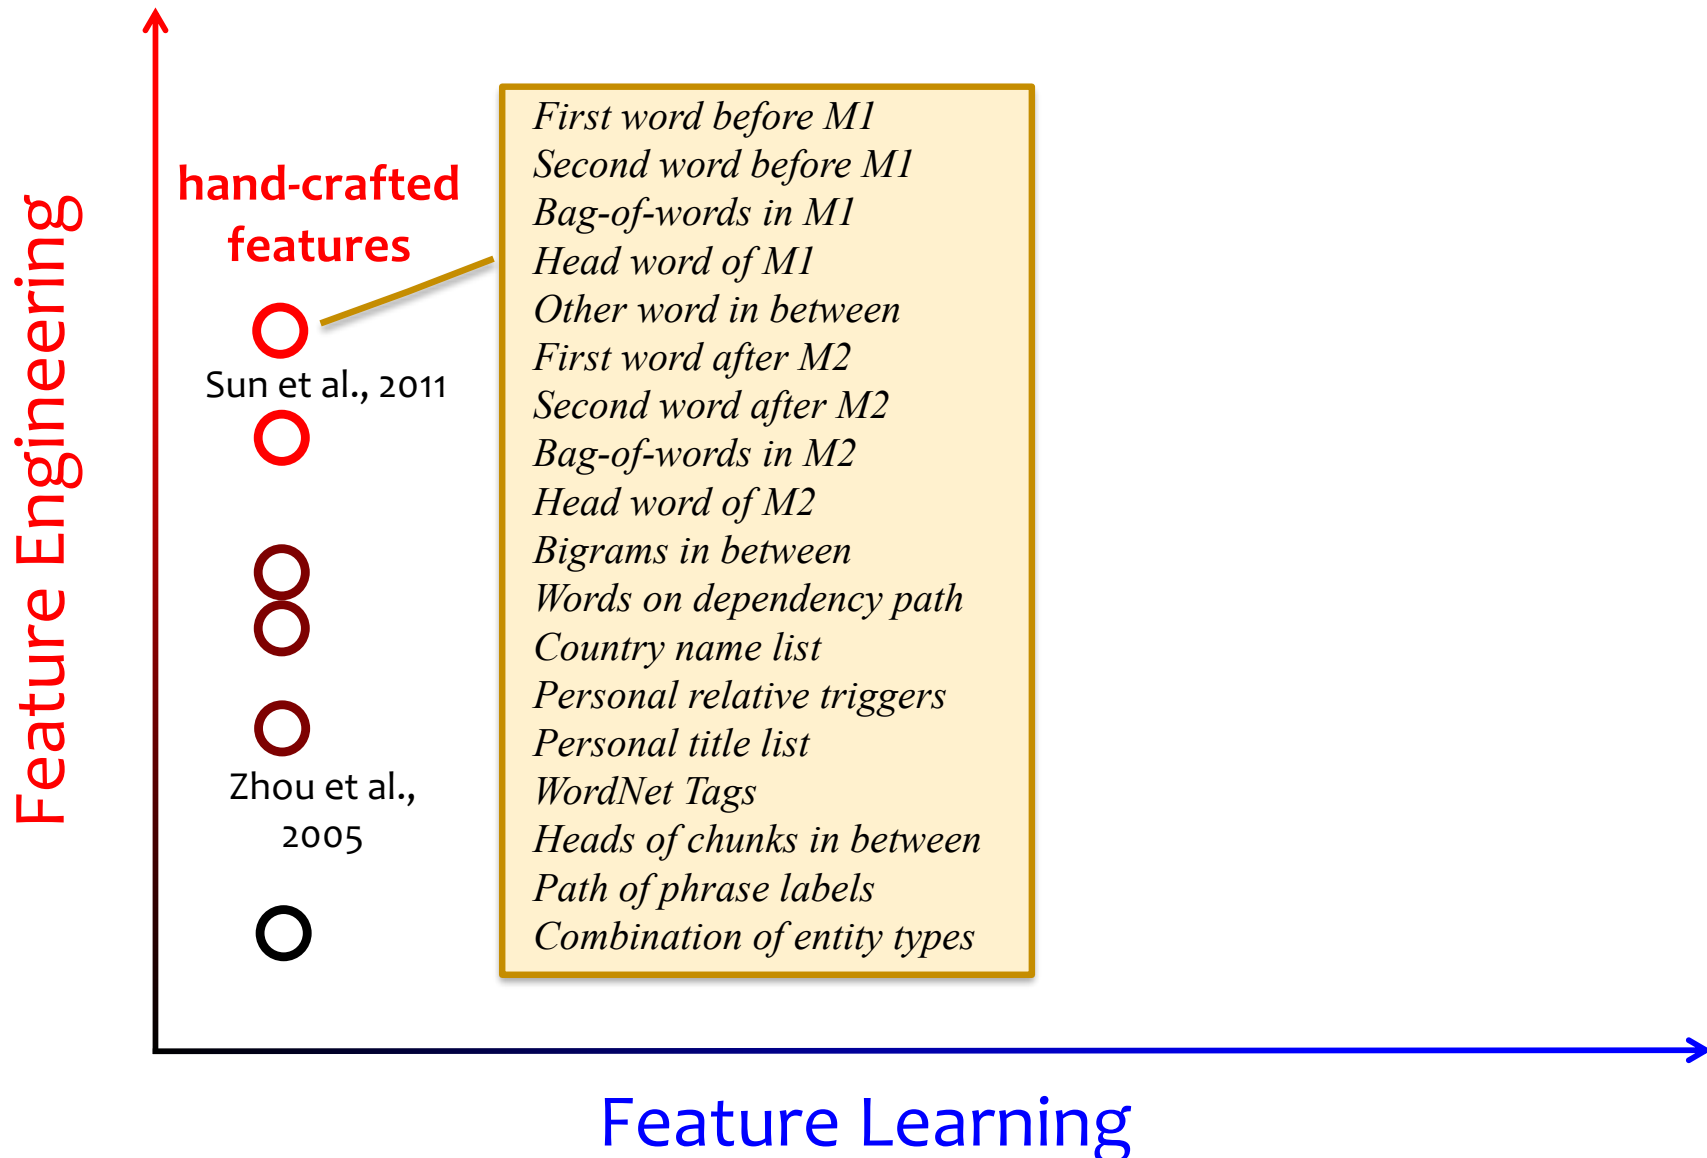 Feature Engineering
hand-crafted
features
Sun et al., 2011
Zhou et al.,
2005
First word before M1
Second word before M1
Bag-of-words in M1
Head word of M1
Other word in between
First word after M2
Second word after M2
Bag-of-words in M2
Head word of M2
Bigrams in between
Words on dependency path
Country name list
Personal relative triggers
Personal title list
WordNet Tags
Heads of chunks in between
Path of phrase labels
Combination of entity types
Feature Learning